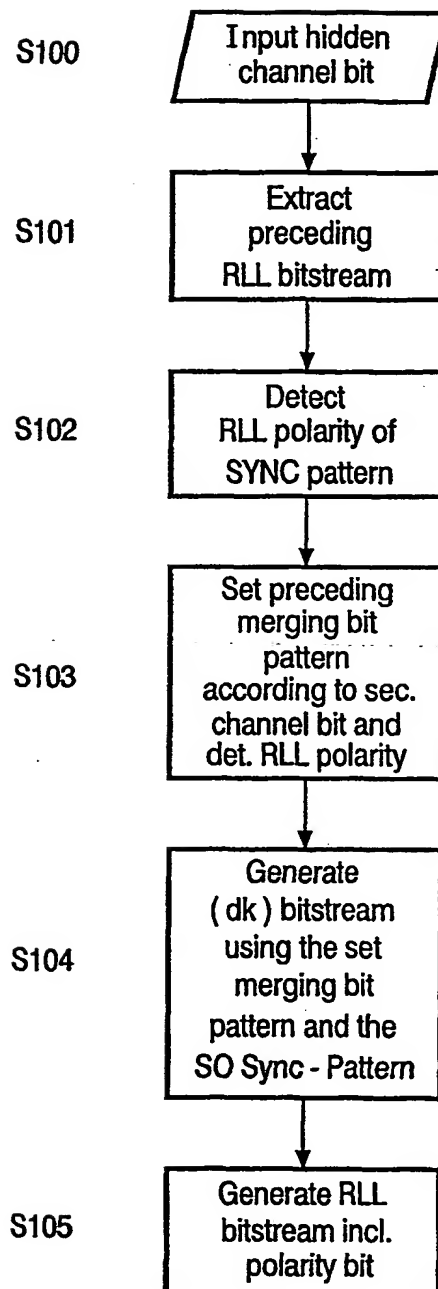 S100
Input hidden
channel bit
S101
Extract
preceding
RLL bitstream
S102
Detect
RLL polarity of
SYNC pattern
S103
Set preceding
merging bit
pattern
according to sec.
channel bit and
det. RLL polarity
S104
Generate
( dk ) bitstream
using the set
merging bit
pattern and the
SO Sync - Pattern
S105
Generate RLL
bitstream incl.
polarity bit